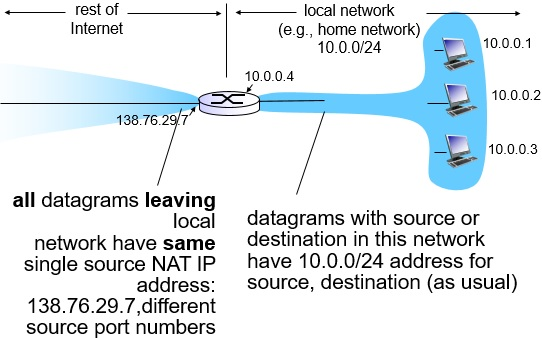 rest of
Internet
local network
(e.g., home network)
10.0.0/24
10.0.0.1
10.0.0.4
10.0.0.2
138.76.29.7
10.0.0.3
all datagrams leaving
local
network have same
single source NAT IP
address:
138.76.29.7,different
source port numbers
datagrams with source or
destination in this network
have 10.0.0/24 address for
source, destination (as usual)